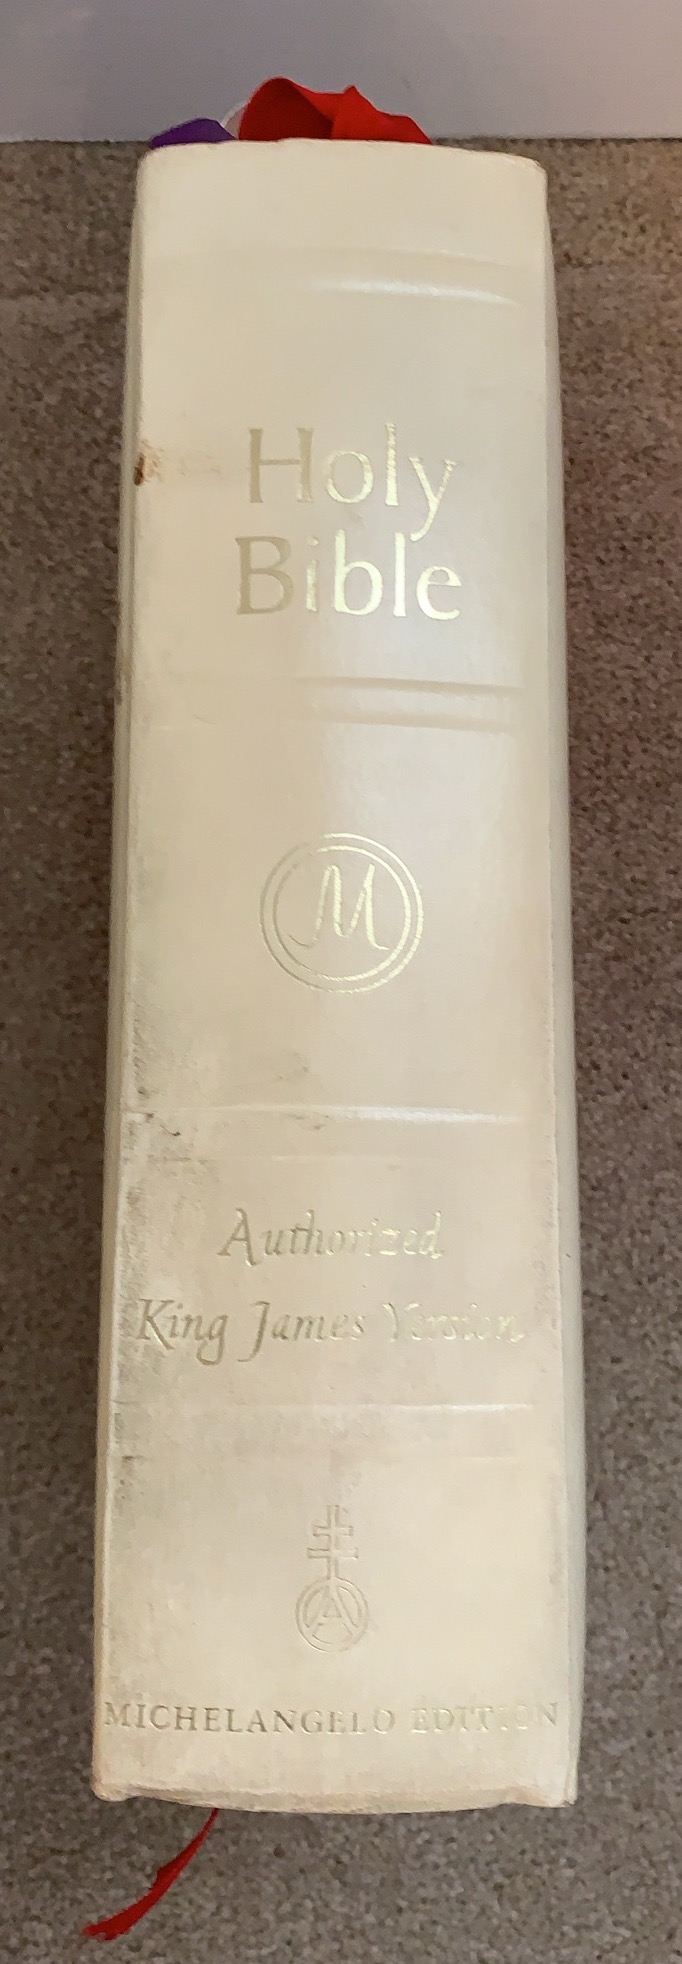 Holy
Bible
M
Authorized
King James Version
A
MICHELANGELO EDITION